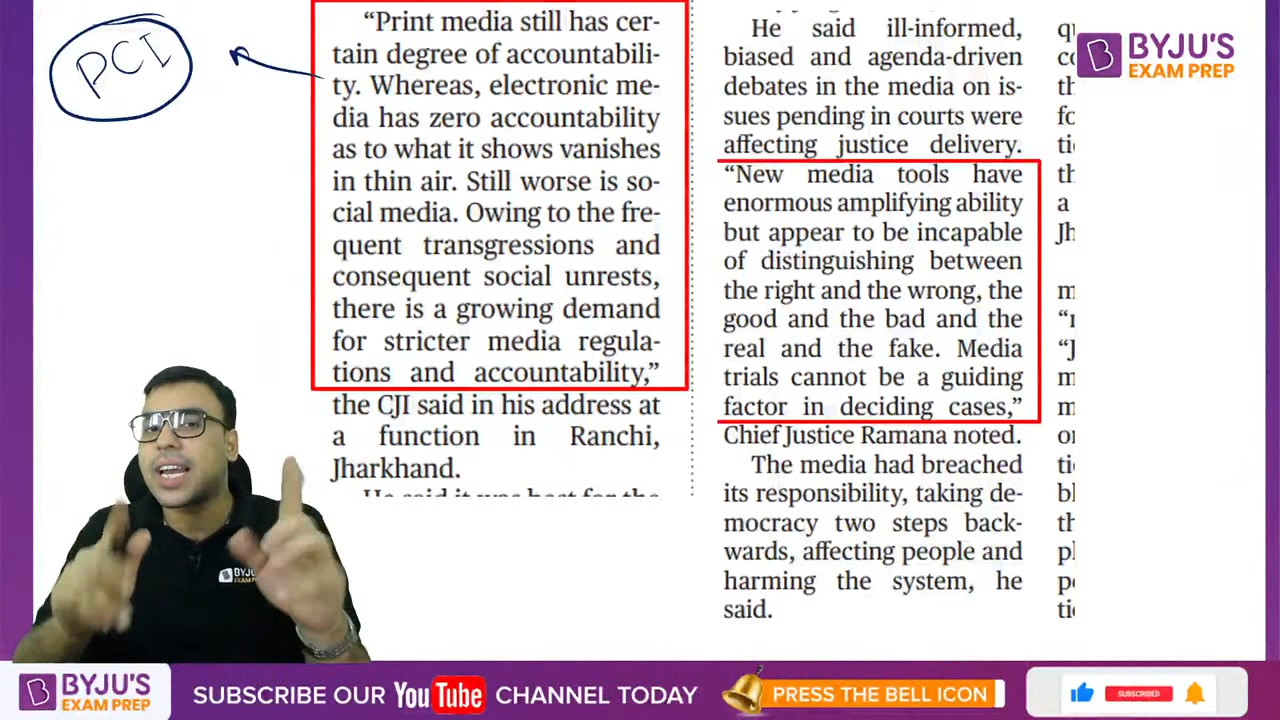 PCI
“Print media still has cer-
tain degree of accountabili-
ty. Whereas, electronic me-
dia has zero accountability
as to what it shows vanishes
in thin air. Still worse is so-
cial media. Owing to the fre-
quent transgressions and
consequent social unrests,
there is a growing demand
for stricter media regula-
tions and accountability,”
the CJI said in his address at
a function in Ranchi,
Jharkhand.
He said it was best for the
He said ill-informed,
biased and agenda-driven
debates in the media on is-
sues pending in courts were
affecting justice delivery.
“New media tools have
enormous amplifying ability
but appear to be incapable
of distinguishing between
the right and the wrong, the
good and the bad and the
real and the fake. Media
trials cannot be a guiding
factor in deciding cases,”
Chief Justice Ramana noted.
The media had breached
its responsibility, taking de-
mocracy two steps back-
wards, affecting people and
harming the system, he
said.
BYJU'S
EXAM PREP
BYJU'S
EXAM PREP
SUBSCRIBE OUR YouTube CHANNEL TODAY
PRESS THE BELL ICON
SUBSCRIBED